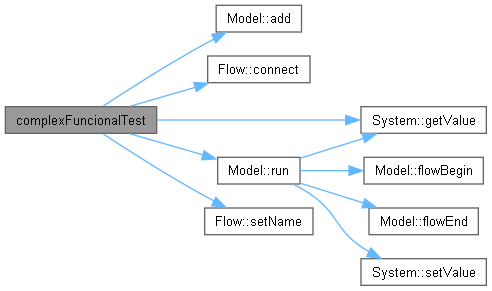 Model::add
Flow::connect
complexFuncionalTest
System::getValue
Model::run
Model::flowBegin
Flow::setName
Model::flowEnd
System::setValue